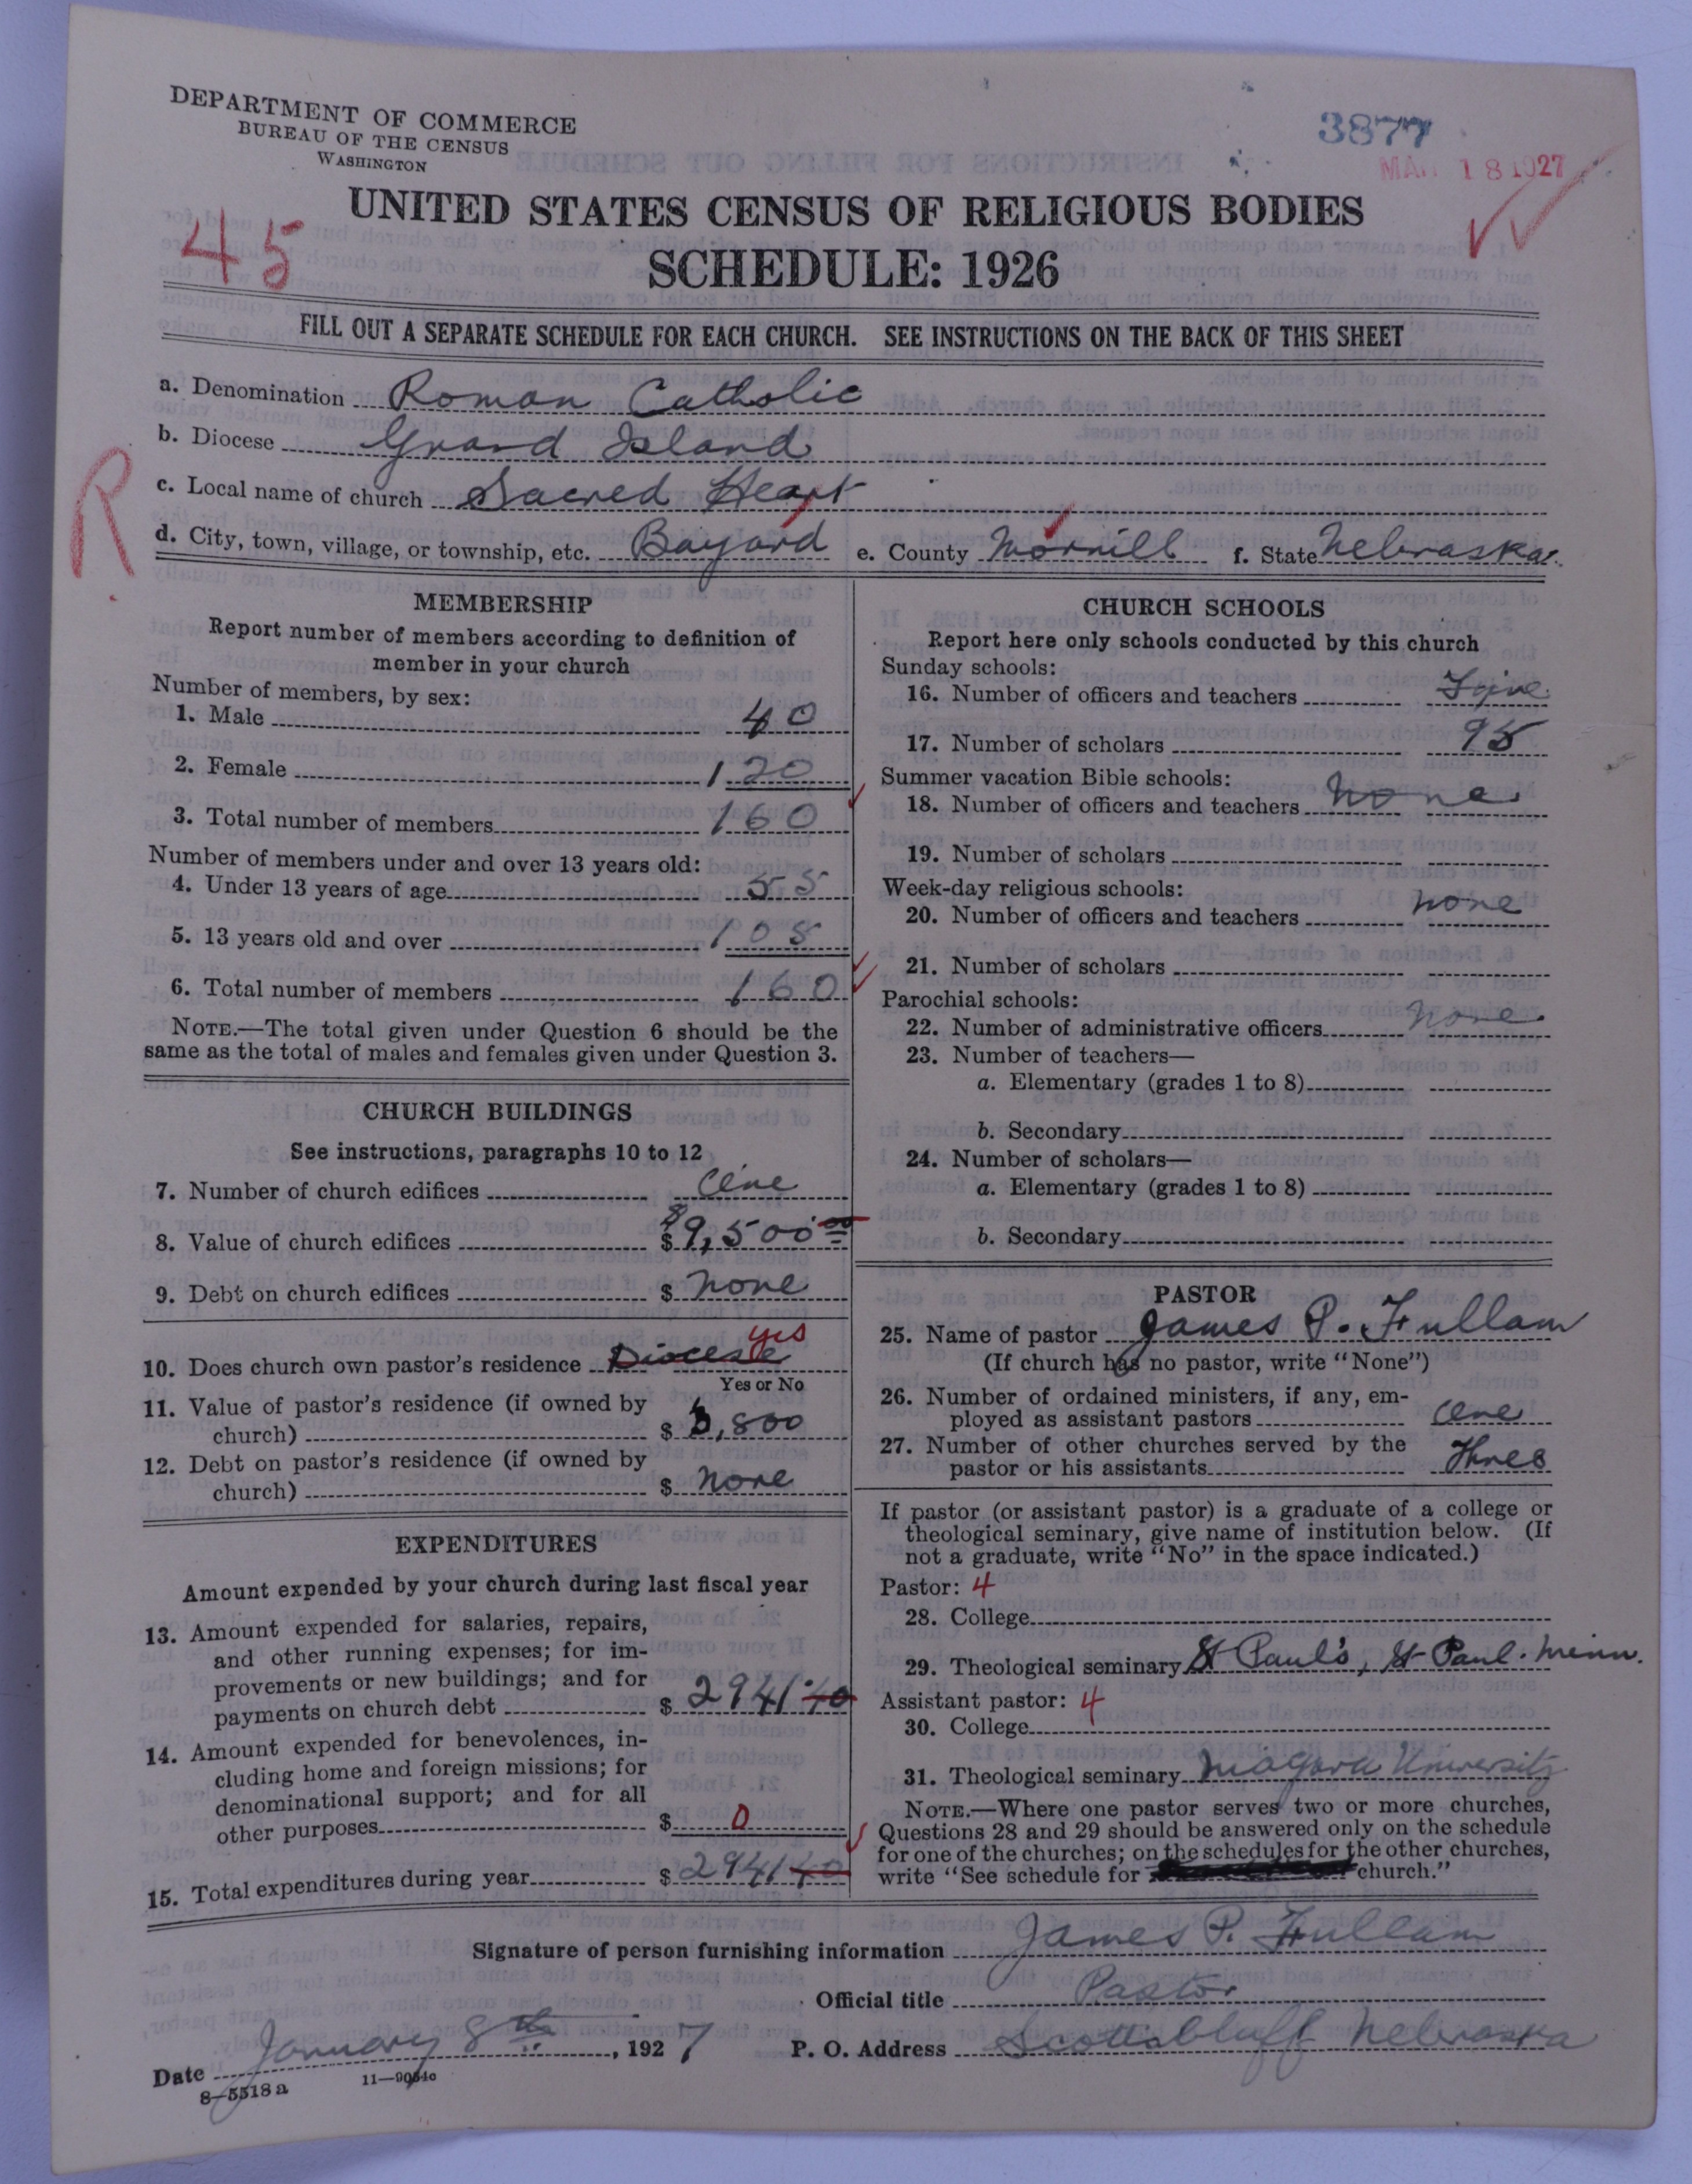 DEPARTMENT OF COMMERCE
BUREAU OF THE CENSUS
WASHINGTON
3877
MAR 18 1927
UNITED STATES CENSUS OF RELIGIOUS BODIES
45
SCHEDULE: 1926
FILL OUT A SEPARATE SCHEDULE FOR EACH CHURCH. SEE INSTRUCTIONS ON THE BACK OF THIS SHEET
a. Denomination Roman Catholic
b. Diocese Grand Island
R
c. Local name of church Sacred Heart
d. City, town, village, or township, etc. Bayard e. County Morrill f. State Nebraska.
MEMBERSHIP
Report number of members according to definition of
member in your church
Number of members, by sex:
1. Male 40
2. Female 120
3. Total number of members 160
Number of members under and over 13 years old:
4. Under 13 years of age 55
5. 13 years old and over 105
6. Total number of members 160
NOTE.—The total given under Question 6 should be the
same as the total of males and females given under Question 3.
CHURCH BUILDINGS
See instructions, paragraphs 10 to 12
7. Number of church edifices One
8. Value of church edifices $ 9,500.00
9. Debt on church edifices $ None
yes
10. Does church own pastor's residence Diocese
Yes or No
11. Value of pastor's residence (if owned by
church) $ ,800
12. Debt on pastor's residence (if owned by
church) $ none
EXPENDITURES
Amount expended by your church during last fiscal year
13. Amount expended for salaries, repairs,
and other running expenses; for im-
provements or new buildings; and for
payments on church debt $ 2941.40
14. Amount expended for benevolences, in-
cluding home and foreign missions; for
denominational support; and for all
other purposes $ 0
15. Total expenditures during year $ 2941 40
CHURCH SCHOOLS
Report here only schools conducted by this church
Sunday schools:
16. Number of officers and teachers Five
17. Number of scholars 95
Summer vacation Bible schools:
18. Number of officers and teachers None
19. Number of scholars
Week-day religious schools:
20. Number of officers and teachers none
21. Number of scholars
Parochial schools:
22. Number of administrative officers None
23. Number of teachers—
a. Elementary (grades 1 to 8)
b. Secondary
24. Number of scholars—
a. Elementary (grades 1 to 8)
b. Secondary
PASTOR
25. Name of pastor James P. Fullam
(If church has no pastor, write "None")
26. Number of ordained ministers, if any, em-
ployed as assistant pastors One
27. Number of other churches served by the
pastor or his assistants Three
If pastor (or assistant pastor) is a graduate of a college or
theological seminary, give name of institution below. (If
not a graduate, write "No" in the space indicated.)
Pastor: 4
28. College
29. Theological seminary St Paul's, St Paul. Minn.
Assistant pastor: 4
30. College
31. Theological seminary Niagara University
NOTE.—Where one pastor serves two or more churches,
Questions 28 and 29 should be answered only on the schedule
for one of the churches; on the schedules for the other churches,
write "See schedule for church."
Signature of person furnishing information James P. Fullam
Official title Pastor
Date January 8th, 1927 P. O. Address Scottsbluff Nebraska
8—5518 a 11—9054c